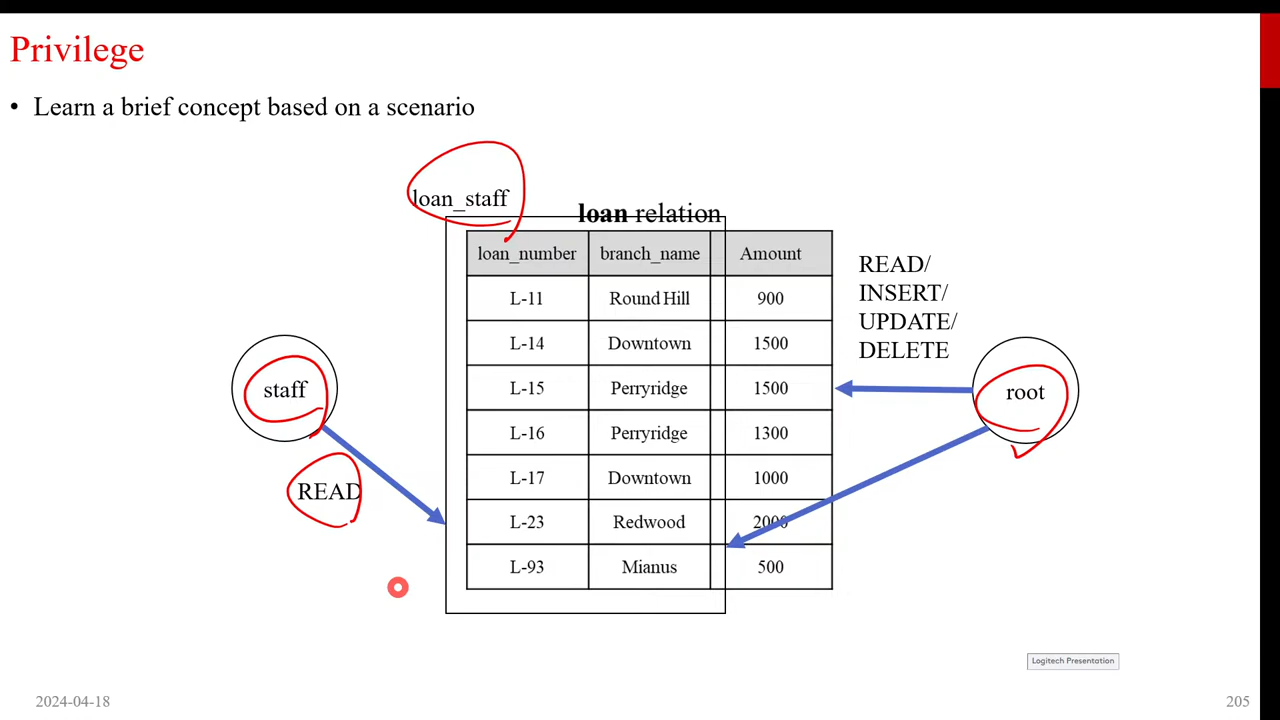 Privilege
• Learn a brief concept based on a scenario
loan_staff
loan relation
loan_number branch_name Amount
L-11 Round Hill 900
L-14 Downtown 1500
L-15 Perryridge 1500
L-16 Perryridge 1300
L-17 Downtown 1000
L-23 Redwood 2000
L-93 Mianus 500
READ/
INSERT/
UPDATE/
DELETE
staff
READ
root
Logitech Presentation
2024-04-18
205